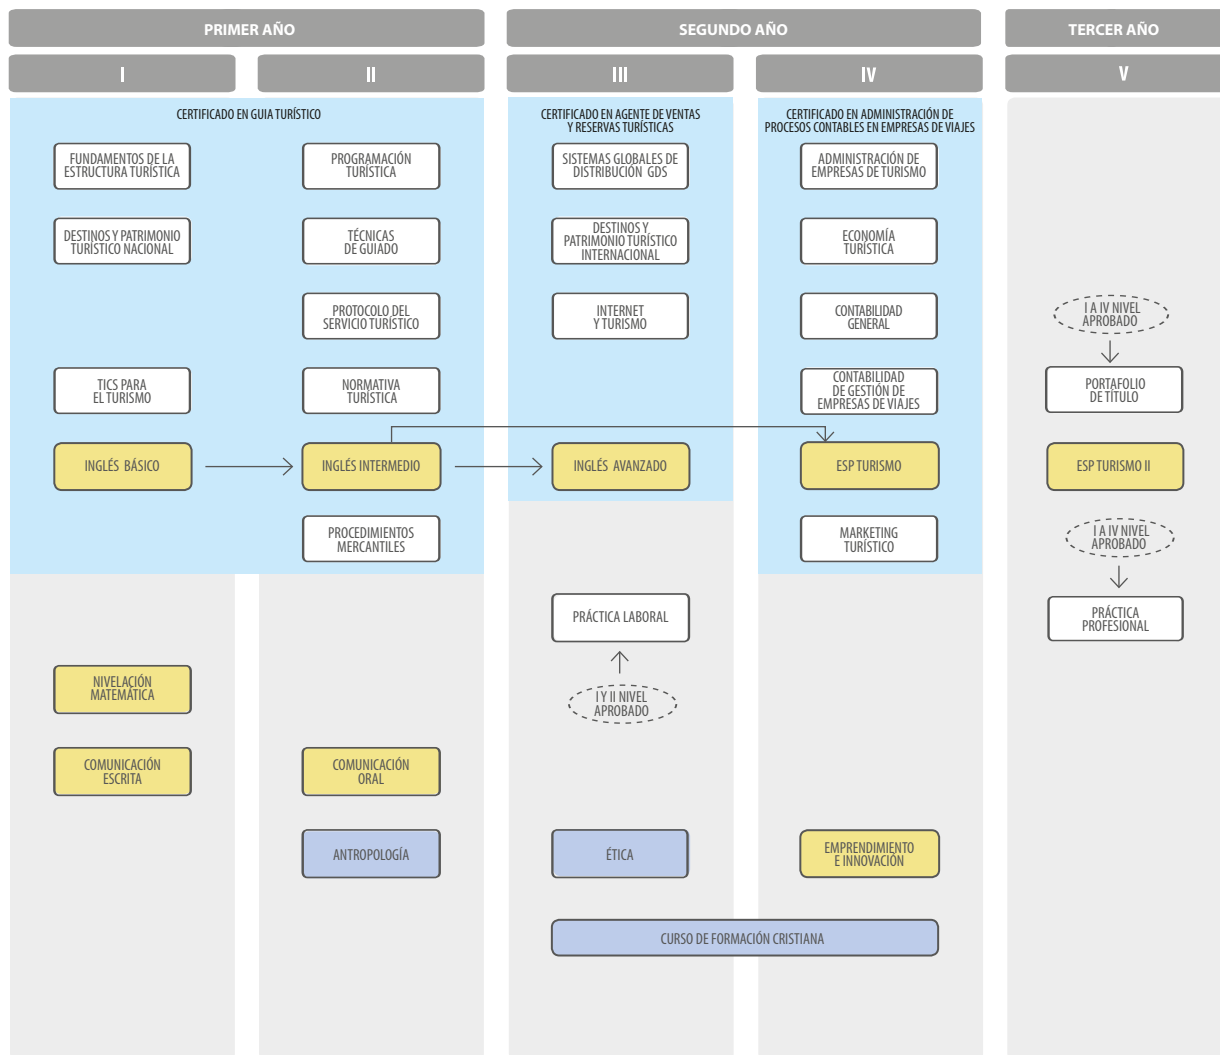 PRIMER AÑO
SEGUNDO AÑO
TERCER AÑO
I
II
III
IV
V
CERTIFICADO EN GUIA TURÍSTICO
CERTIFICADO EN AGENTE DE VENTAS
Y RESERVAS TURÍSTICAS
CERTIFICADO EN ADMINISTRACIÓN DE
PROCESOS CONTABLES EN EMPRESAS DE VIAJES
FUNDAMENTOS DE LA
ESTRUCTURA TURÍSTICA
PROGRAMACIÓN
TURÍSTICA
SISTEMAS GLOBALES DE
DISTRIBUCIÓN GDS
ADMINISTRACIÓN DE
EMPRESAS DE TURISMO
DESTINOS Y PATRIMONIO
TURÍSTICO NACIONAL
TÉCNICAS
DE GUIADO
DESTINOS Y
PATRIMONIO TURÍSTICO
INTERNACIONAL
ECONOMÍA
TURÍSTICA
PROTOCOLO DEL
SERVICIO TURÍSTICO
INTERNET
Y TURISMO
CONTABILIDAD
GENERAL
I A IV NIVEL
APROBADO
TICS PARA
EL TURISMO
NORMATIVA
TURÍSTICA
CONTABILIDAD
DE GESTIÓN DE
EMPRESAS DE VIAJES
PORTAFOLIO
DE TÍTULO
INGLÉS BÁSICO
INGLÉS INTERMEDIO
INGLÉS AVANZADO
ESP TURISMO
ESP TURISMO II
PROCEDIMIENTOS
MERCANTILES
MARKETING
TURÍSTICO
I A IV NIVEL
APROBADO
PRÁCTICA LABORAL
PRÁCTICA
PROFESIONAL
NIVELACIÓN
MATEMÁTICA
I Y II NIVEL
APROBADO
COMUNICACIÓN
ESCRITA
COMUNICACIÓN
ORAL
ANTROPOLOGÍA
ÉTICA
EMPRENDIMIENTO
E INNOVACIÓN
CURSO DE FORMACIÓN CRISTIANA